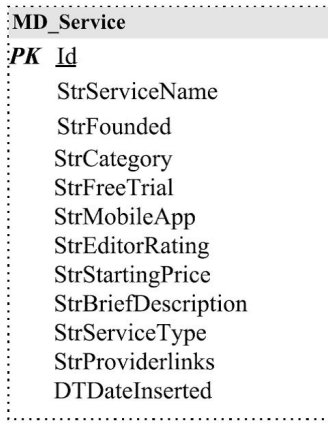 MD_Service
PK Id
StrServiceName
StrFounded
StrCategory
StrFreeTrial
StrMobileApp
StrEditorRating
StrStartingPrice
StrBriefDescription
StrServiceType
StrProviderlinks
DTDateInserted